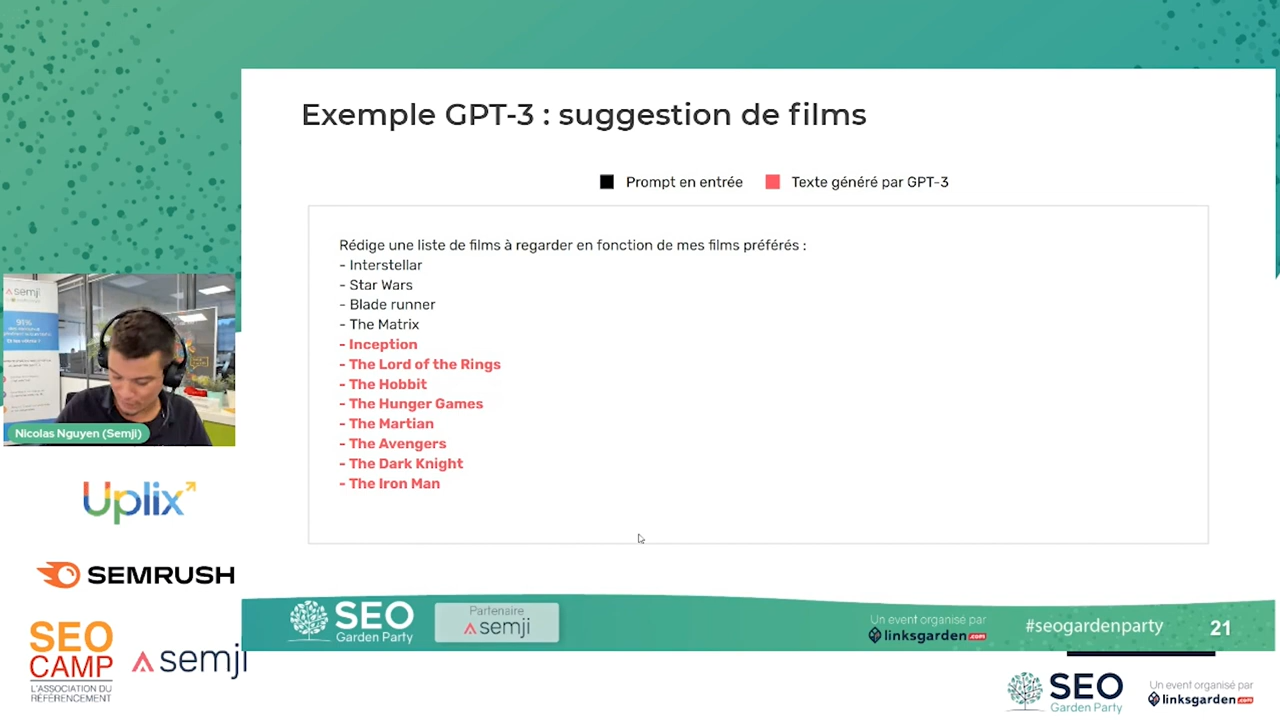 Exemple GPT-3 : suggestion de films
Prompt en entrée
Texte généré par GPT-3
Rédige une liste de films à regarder en fonction de mes films préférés :
- Interstellar
- Star Wars
- Blade runner
- The Matrix
- Inception
- The Lord of the Rings
- The Hobbit
- The Hunger Games
- The Martian
- The Avengers
- The Dark Knight
- The Iron Man
semji
91%
Nicolas Nguyen (Semji)
Uplix
SEMRUSH
SEO
CAMP
L'ASSOCIATION DU
RÉFÉRENCEMENT
semji
SEO
Garden Party
Partenaire
semji
Un event organisé par
linksgarden.com
#seogardenparty
21
SEO
Garden Party
Un event organisé par
linksgarden.com